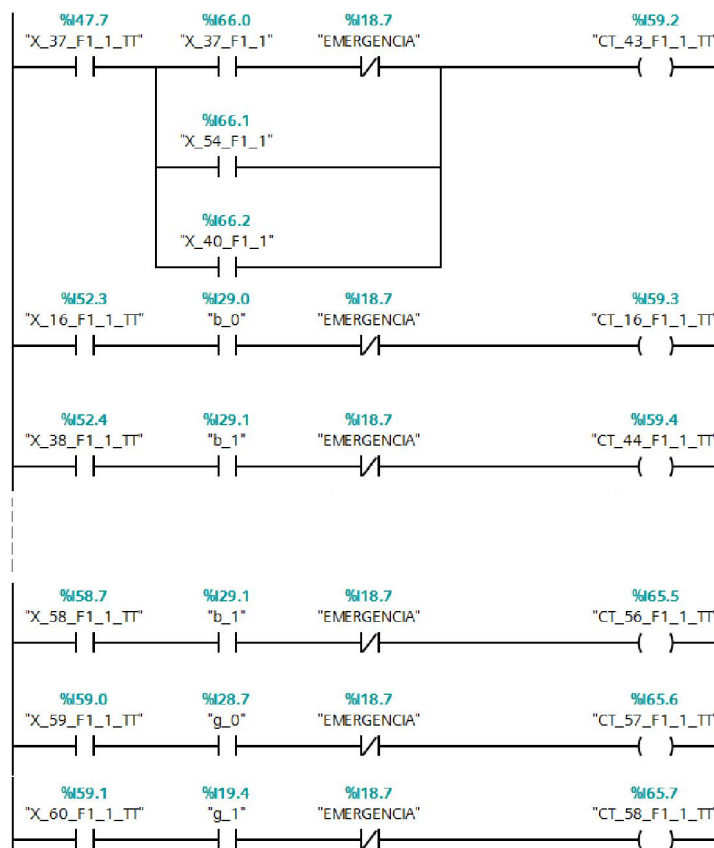 %I47.7 %I66.0 %I18.7 %I59.2
"X_37_F1_1_TT" "X_37_F1_1" "EMERGENCIA" "CT_43_F1_1_TT"
%I66.1
"X_54_F1_1"
%I66.2
"X_40_F1_1"
%I52.3 %I29.0 %I18.7 %I59.3
"X_16_F1_1_TT" "b_0" "EMERGENCIA" "CT_16_F1_1_TT"
%I52.4 %I29.1 %I18.7 %I59.4
"X_38_F1_1_TT" "b_1" "EMERGENCIA" "CT_44_F1_1_TT"
%I58.7 %I29.1 %I18.7 %I65.5
"X_58_F1_1_TT" "b_1" "EMERGENCIA" "CT_56_F1_1_TT"
%I59.0 %I28.7 %I18.7 %I65.6
"X_59_F1_1_TT" "g_0" "EMERGENCIA" "CT_57_F1_1_TT"
%I59.1 %I19.4 %I18.7 %I65.7
"X_60_F1_1_TT" "g_1" "EMERGENCIA" "CT_58_F1_1_TT"